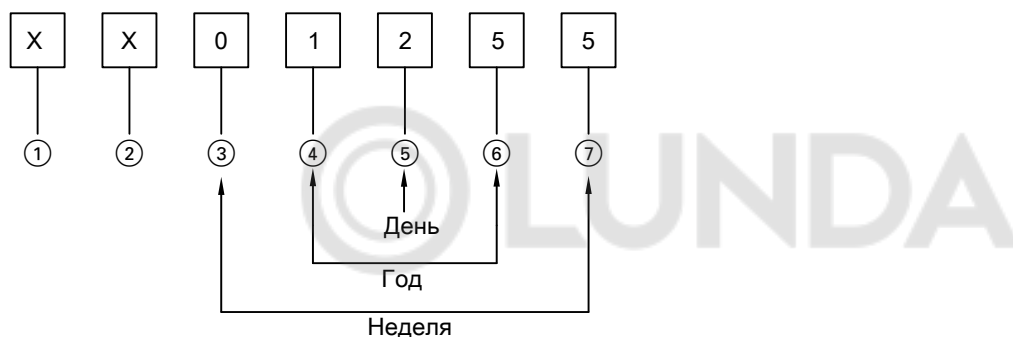 X X 0 1 2 5 5
① ② ③ ④ ⑤ ⑥ ⑦
LUNDA
День
Год
Неделя